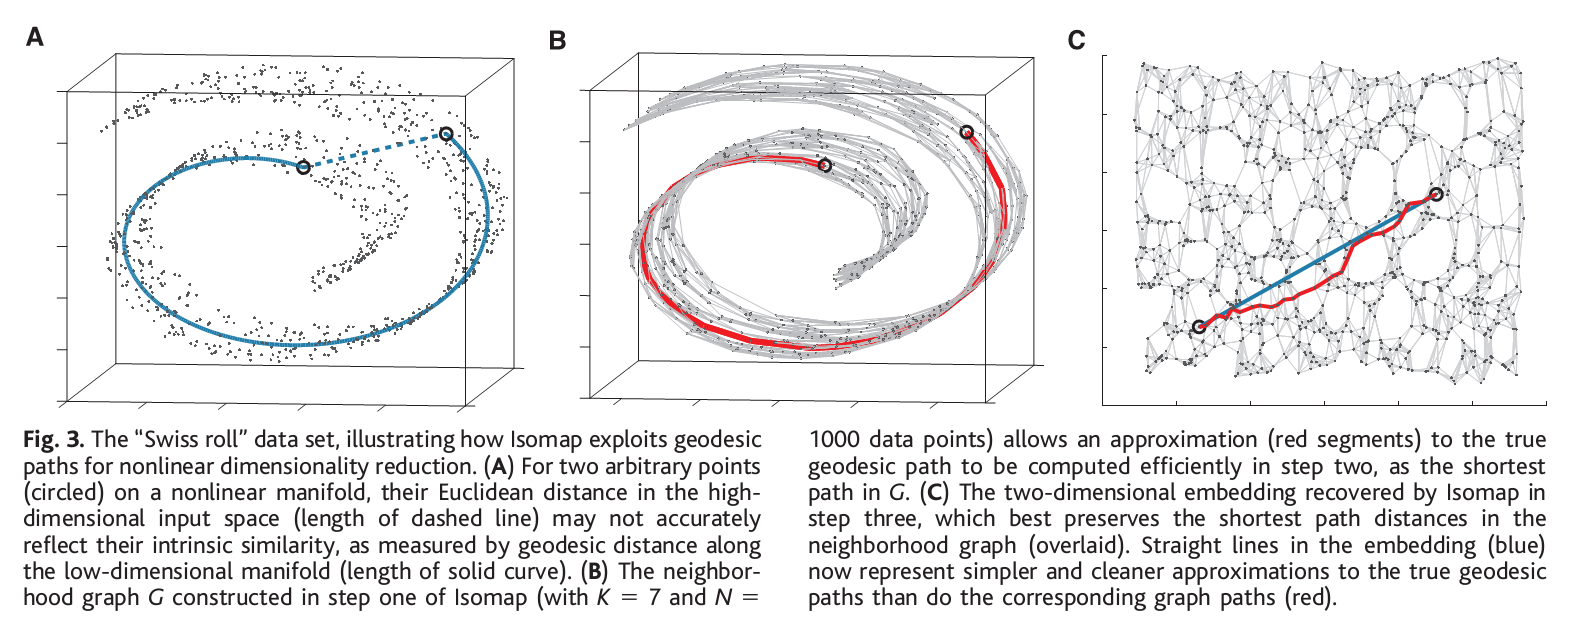 A
B
C
Fig. 3. The “Swiss roll” data set, illustrating how Isomap exploits geodesic
paths for nonlinear dimensionality reduction. (A) For two arbitrary points
(circled) on a nonlinear manifold, their Euclidean distance in the high-
dimensional input space (length of dashed line) may not accurately
reflect their intrinsic similarity, as measured by geodesic distance along
the low-dimensional manifold (length of solid curve). (B) The neighbor-
hood graph G constructed in step one of Isomap (with K = 7 and N =
1000 data points) allows an approximation (red segments) to the true
geodesic path to be computed efficiently in step two, as the shortest
path in G. (C) The two-dimensional embedding recovered by Isomap in
step three, which best preserves the shortest path distances in the
neighborhood graph (overlaid). Straight lines in the embedding (blue)
now represent simpler and cleaner approximations to the true geodesic
paths than do the corresponding graph paths (red).